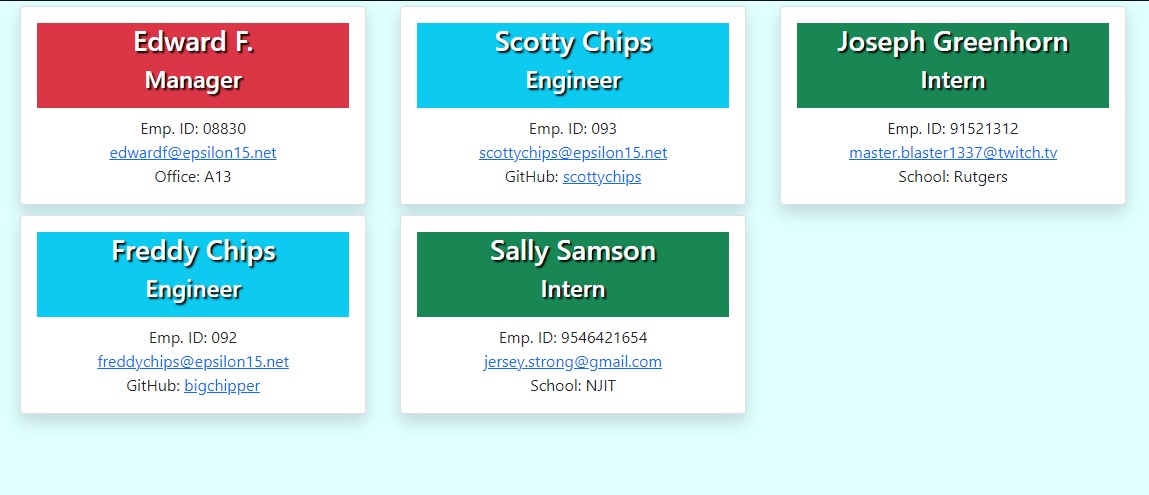 Edward F.
Manager
Emp. ID: 08830
edwardf@epsilon15.net
Office: A13
Scotty Chips
Engineer
Emp. ID: 093
scottychips@epsilon15.net
GitHub: scottychips
Joseph Greenhorn
Intern
Emp. ID: 91521312
master.blaster1337@twitch.tv
School: Rutgers
Freddy Chips
Engineer
Emp. ID: 092
freddychips@epsilon15.net
GitHub: bigchipper
Sally Samson
Intern
Emp. ID: 9546421654
jersey.strong@gmail.com
School: NJIT